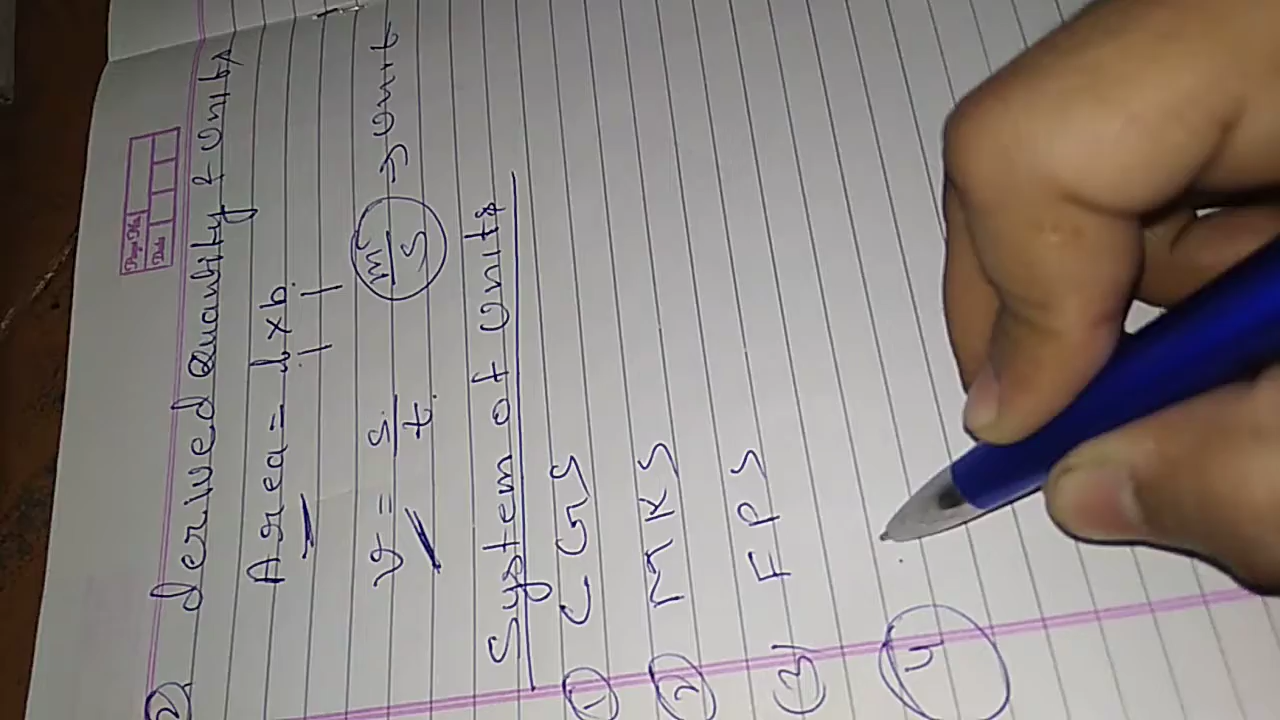 Page No.
Date
2) derived quantity & units
Area = l × b
v = s/t m/s → unit
System of units
① CGS
② MKS
③ FPS
④